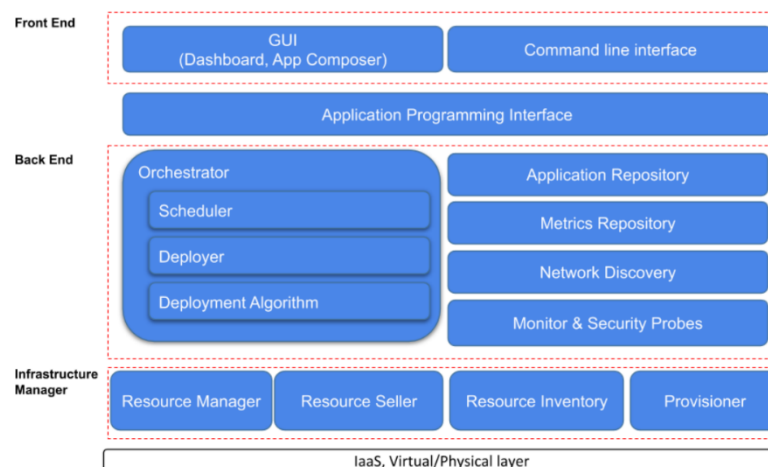 Front End
GUI
(Dashboard, App Composer)
Command line interface
Application Programming Interface
Back End
Orchestrator
Scheduler
Deployer
Deployment Algorithm
Application Repository
Metrics Repository
Network Discovery
Monitor & Security Probes
Infrastructure
Manager
Resource Manager
Resource Seller
Resource Inventory
Provisioner
IaaS, Virtual/Physical layer